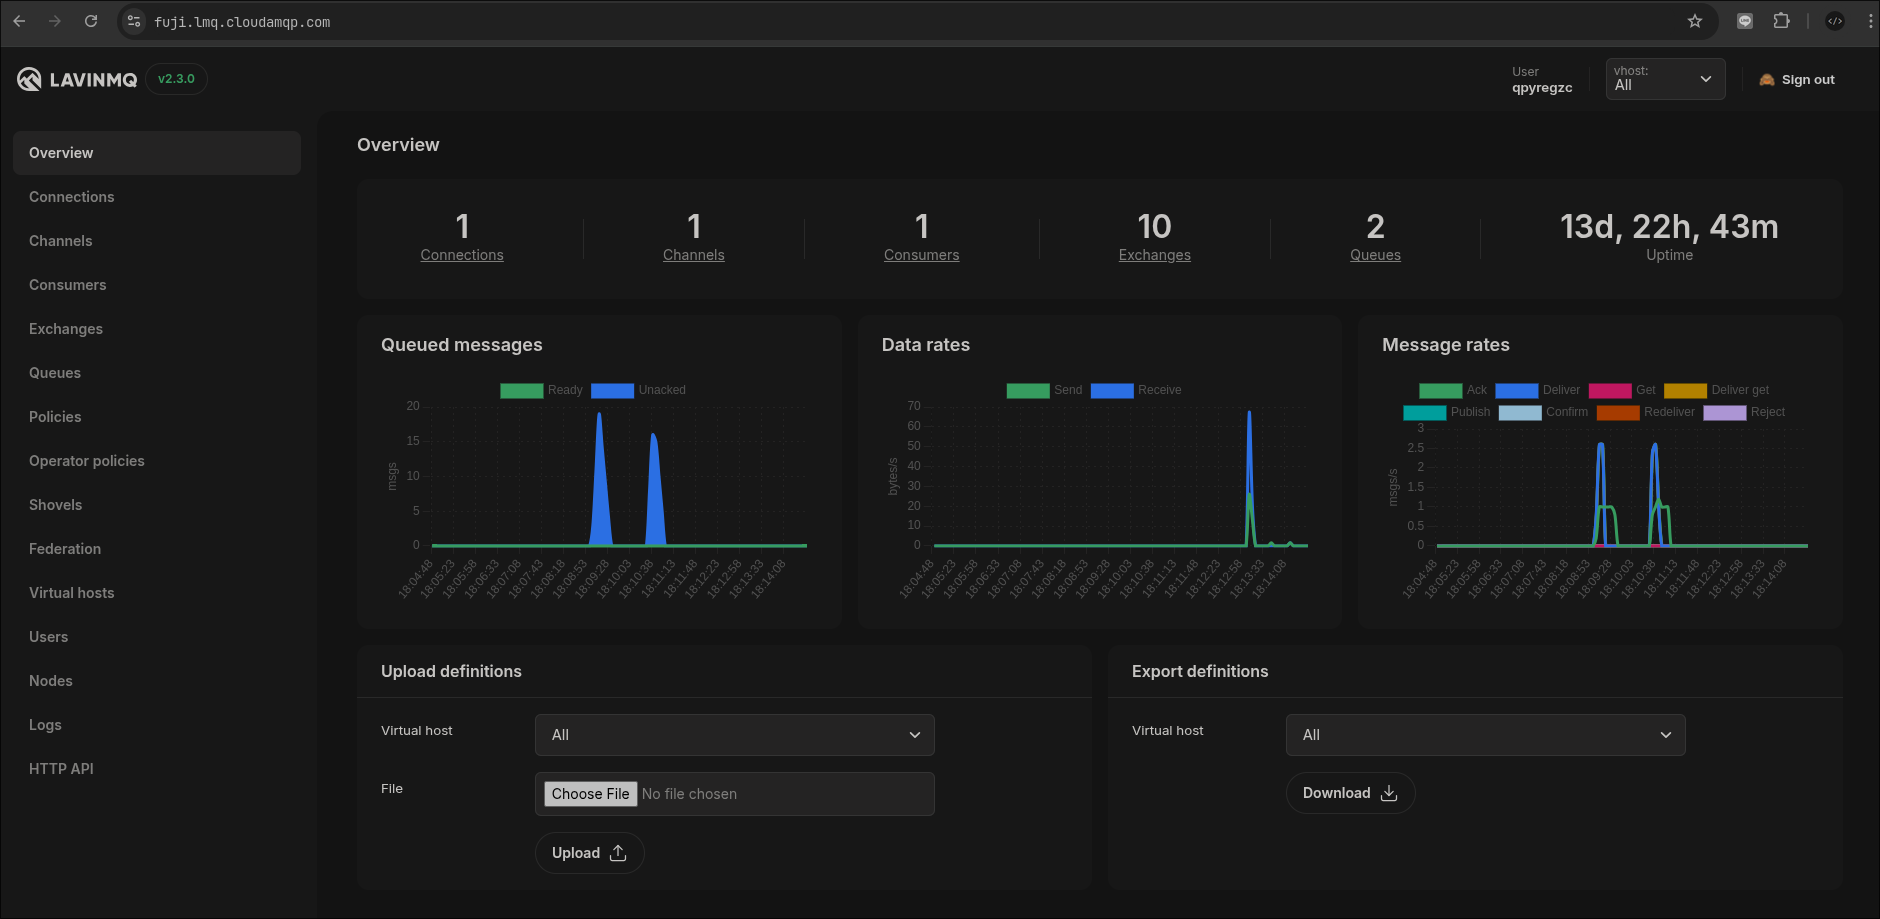 fuji.lmq.cloudamqp.com
LAVINMQ v2.3.0
User
qpyregzc
vhost:
All
Sign out
Overview
Connections
Channels
Consumers
Exchanges
Queues
Policies
Operator policies
Shovels
Federation
Virtual hosts
Users
Nodes
Logs
HTTP API
Overview
1
Connections
1
Channels
1
Consumers
10
Exchanges
2
Queues
13d, 22h, 43m
Uptime
Queued messages
Ready Unacked
20
15
10
5
0
msgs
18:04:48 18:05:23 18:05:58 18:06:33 18:07:08 18:07:43 18:08:18 18:08:53 18:09:28 18:10:03 18:10:38 18:11:13 18:11:48 18:12:23 18:12:58 18:13:33 18:14:08
Data rates
Send Receive
70
60
50
40
30
20
10
0
bytes/s
18:04:48 18:05:23 18:05:58 18:06:33 18:07:08 18:07:43 18:08:18 18:08:53 18:09:28 18:10:03 18:10:38 18:11:13 18:11:48 18:12:23 18:12:58 18:13:33 18:14:08
Message rates
Ack Deliver Get Deliver get
Publish Confirm Redeliver Reject
3
2.5
2
1.5
1
0.5
0
msgs/s
18:04:48 18:05:23 18:05:58 18:06:33 18:07:08 18:07:43 18:08:18 18:08:53 18:09:28 18:10:03 18:10:38 18:11:13 18:11:48 18:12:23 18:12:58 18:13:33 18:14:08
Upload definitions
Virtual host
All
File
Choose File No file chosen
Upload
Export definitions
Virtual host
All
Download